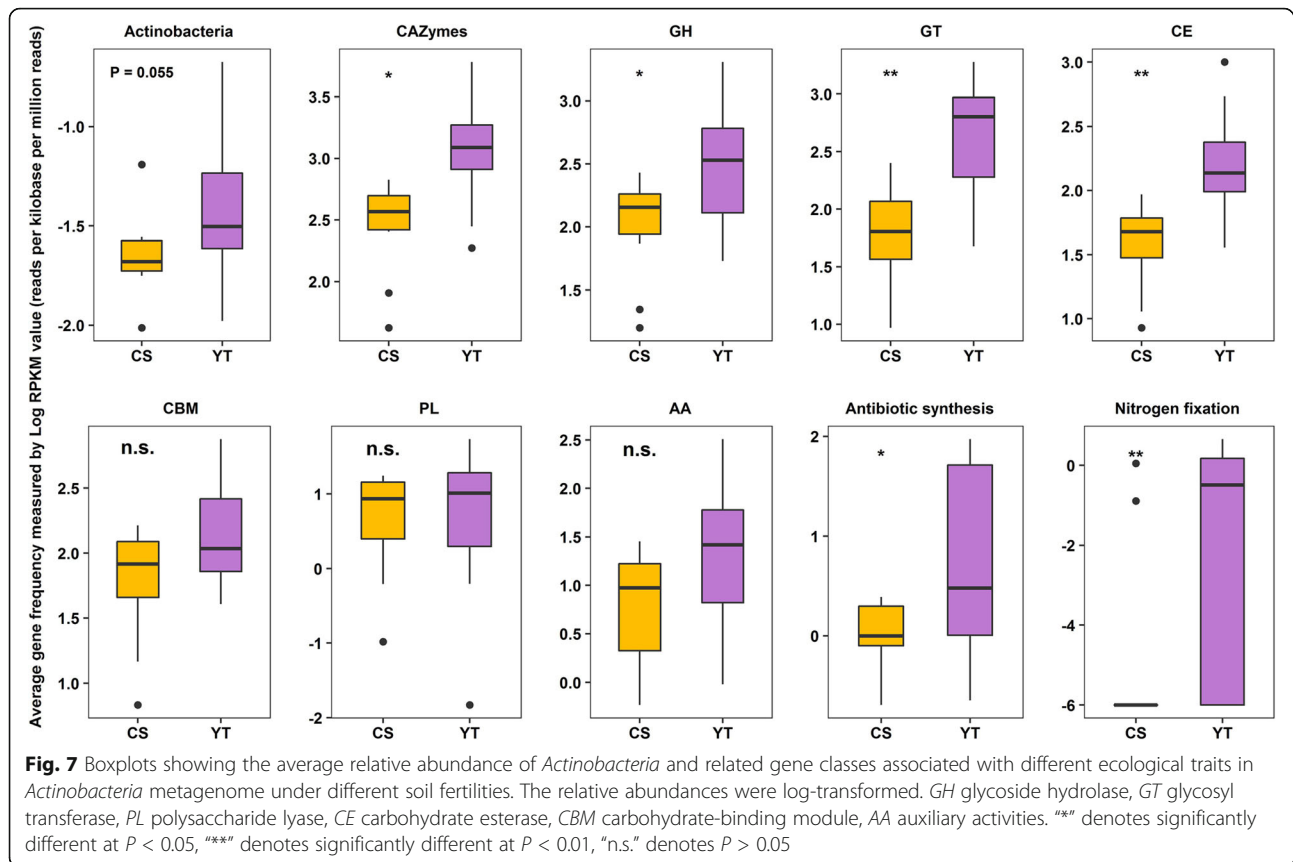 Average gene frequency measured by Log RPKM value (reads per kilobase per million reads)
Actinobacteria
P = 0.055
-1.0
-1.5
-2.0
CS YT
CAZymes
*
3.5
3.0
2.5
2.0
CS YT
GH
*
3.0
2.5
2.0
1.5
CS YT
GT
**
3.0
2.5
2.0
1.5
1.0
CS YT
CE
**
3.0
2.5
2.0
1.5
1.0
CS YT
CBM
n.s.
2.5
2.0
1.5
1.0
CS YT
PL
n.s.
1
0
-1
-2
CS YT
AA
n.s.
2.5
2.0
1.5
1.0
0.5
0.0
CS YT
Antibiotic synthesis
*
2
1
0
CS YT
Nitrogen fixation
**
0
-2
-4
-6
CS YT
Fig. 7 Boxplots showing the average relative abundance of Actinobacteria and related gene classes associated with different ecological traits in
Actinobacteria metagenome under different soil fertilities. The relative abundances were log-transformed. GH glycoside hydrolase, GT glycosyl
transferase, PL polysaccharide lyase, CE carbohydrate esterase, CBM carbohydrate-binding module, AA auxiliary activities. “*” denotes significantly
different at P < 0.05, “**” denotes significantly different at P < 0.01, “n.s.” denotes P > 0.05